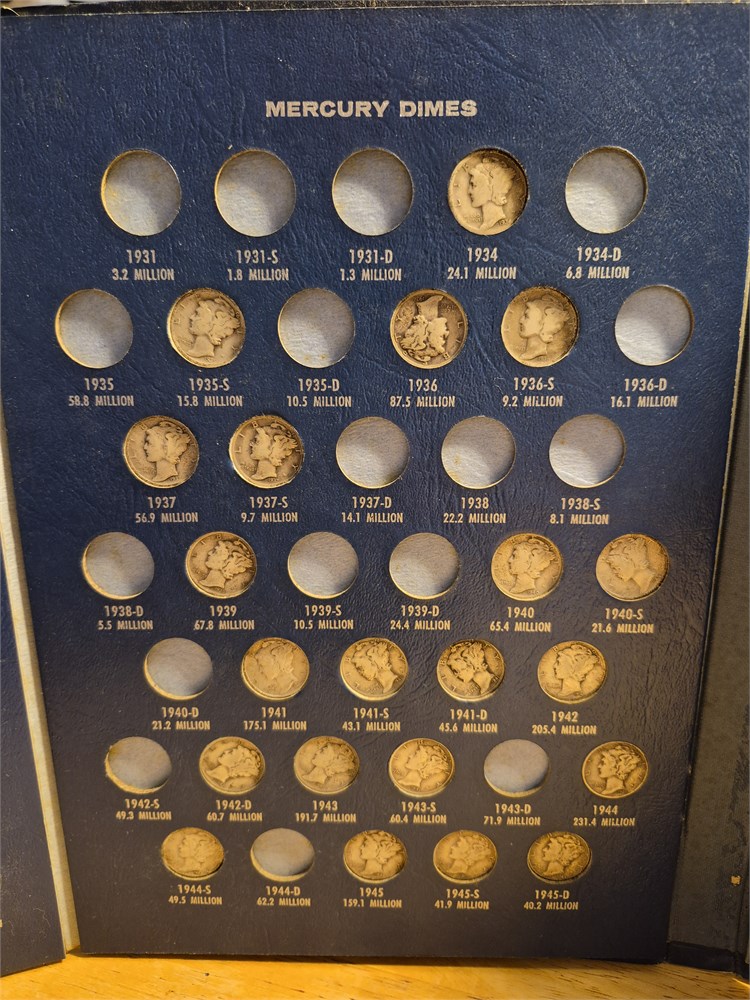 MERCURY DIMES
1931 1931-S 1931-D 1934 1934-D
3.2 MILLION 1.8 MILLION 1.3 MILLION 24.1 MILLION 6.8 MILLION
1935 1935-S 1935-D 1936 1936-S 1936-D
58.8 MILLION 15.8 MILLION 10.5 MILLION 87.5 MILLION 9.2 MILLION 16.1 MILLION
1937 1937-S 1937-D 1938 1938-S
56.9 MILLION 9.7 MILLION 14.1 MILLION 22.2 MILLION 8.1 MILLION
1938-D 1939 1939-S 1939-D 1940 1940-S
5.5 MILLION 67.8 MILLION 10.5 MILLION 24.4 MILLION 65.4 MILLION 21.6 MILLION
1940-D 1941 1941-S 1941-D 1942
21.2 MILLION 175.1 MILLION 43.1 MILLION 45.6 MILLION 205.4 MILLION
1942-S 1942-D 1943 1943-S 1943-D 1944
49.3 MILLION 60.7 MILLION 191.7 MILLION 60.4 MILLION 71.9 MILLION 231.4 MILLION
1944-S 1944-D 1945 1945-S 1945-D
49.5 MILLION 62.2 MILLION 159.1 MILLION 41.9 MILLION 40.2 MILLION